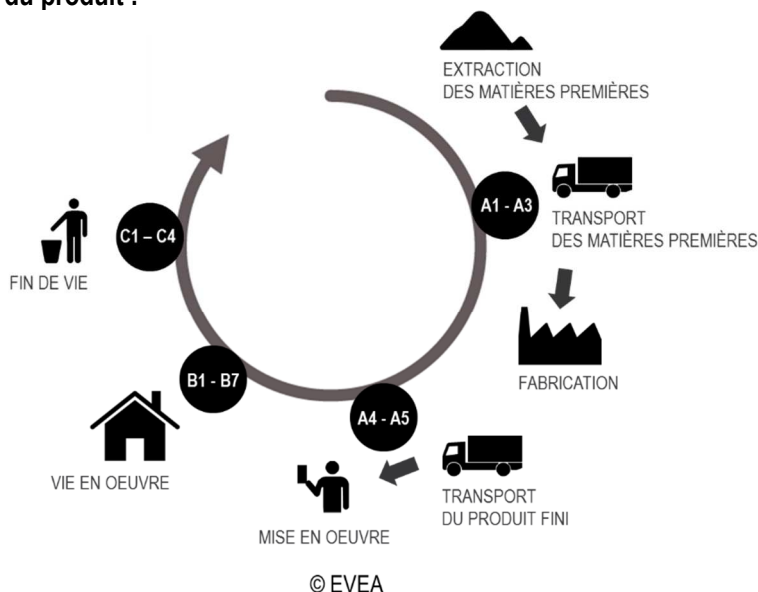 du produit :
EXTRACTION
DES MATIÈRES PREMIÈRES
A1 - A3
TRANSPORT
DES MATIÈRES PREMIÈRES
FABRICATION
A4 - A5
TRANSPORT
DU PRODUIT FINI
MISE EN OEUVRE
B1 - B7
VIE EN OEUVRE
C1 – C4
FIN DE VIE
© EVEA